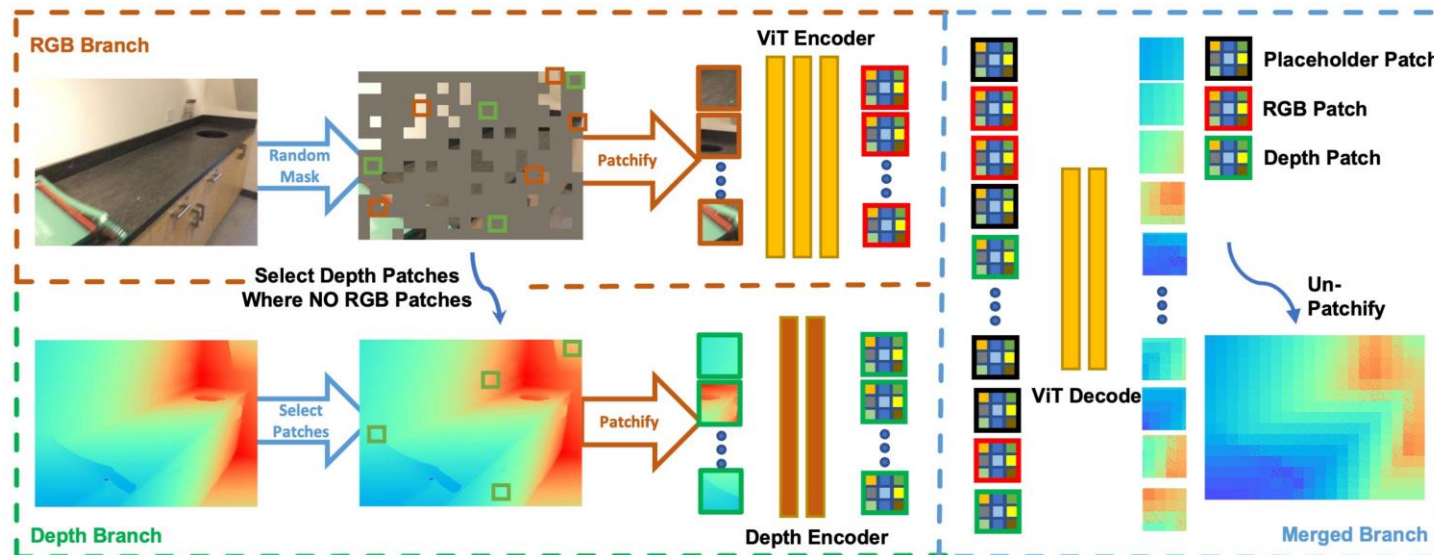 RGB Branch
Random
Mask
Patchify
ViT Encoder
Select Depth Patches
Where NO RGB Patches
Select
Patches
Patchify
Depth Encoder
Depth Branch
Placeholder Patch
RGB Patch
Depth Patch
Un-
Patchify
ViT Decode
Merged Branch